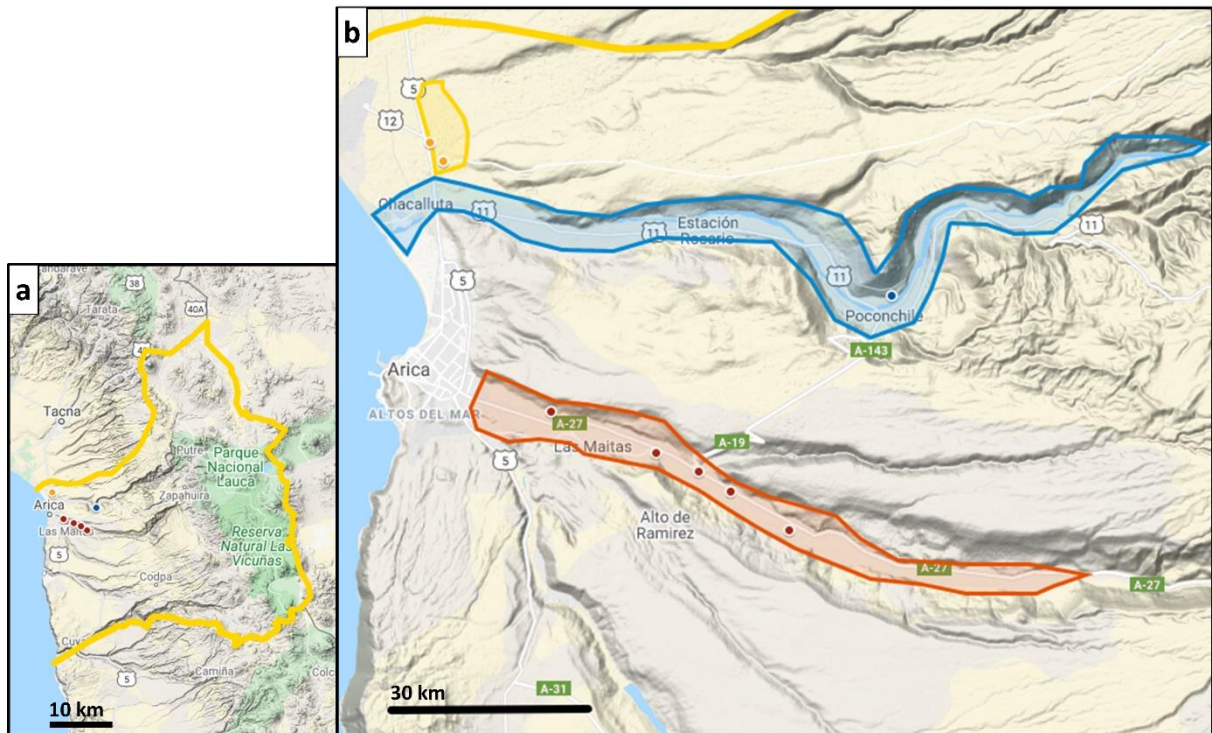 b
5
12
Chacalluta
11
Estación
Rosario
11
11
11
Poconchile
A-143
5
Arica
ALTOS DEL MAR
A-27
Las Maitas
A-19
5
Alto de
Ramirez
A-27
A-27
A-31
30 km
a
38
40A
Tarata
Tacna
Putre
Parque
Nacional
Lauca
Zapahuira
Arica
Las Mai
Reserva
Natural Las
Vicuñas
5
Codpa
Camiña
5
10 km